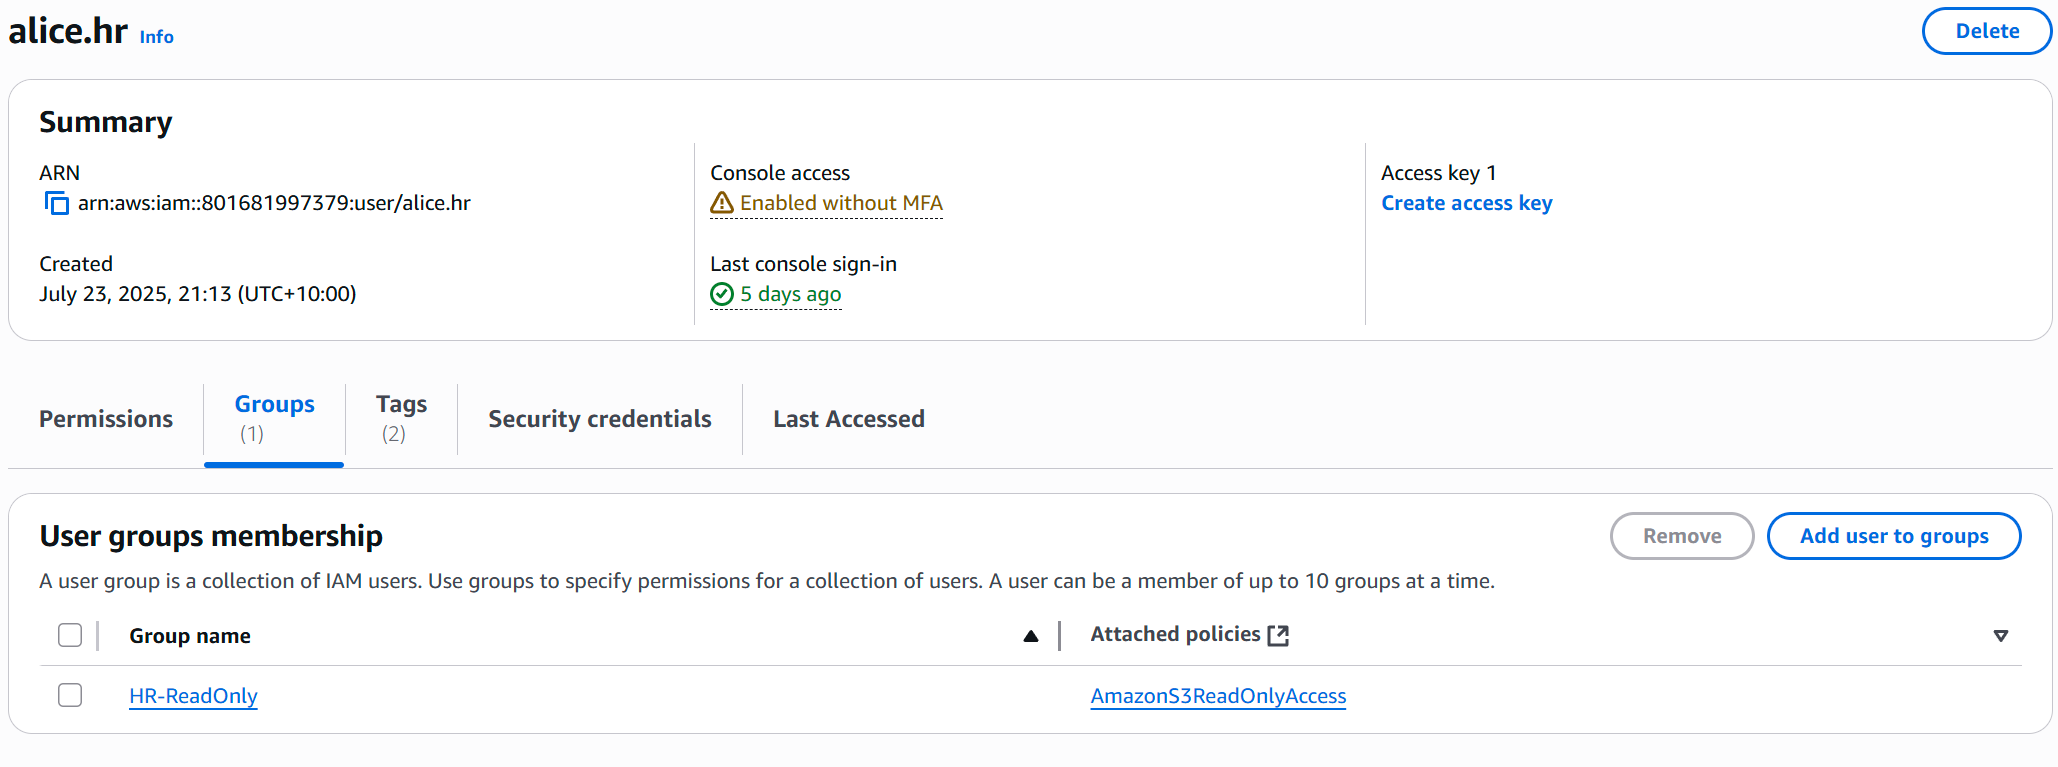 alice.hr Info
Delete
Summary
ARN
arn:aws:iam::801681997379:user/alice.hr
Created
July 23, 2025, 21:13 (UTC+10:00)
Console access
Enabled without MFA
Last console sign-in
5 days ago
Access key 1
Create access key
Permissions
Groups
(1)
Tags
(2)
Security credentials
Last Accessed
User groups membership
Remove
Add user to groups
A user group is a collection of IAM users. Use groups to specify permissions for a collection of users. A user can be a member of up to 10 groups at a time.
Group name
Attached policies
HR-ReadOnly
AmazonS3ReadOnlyAccess